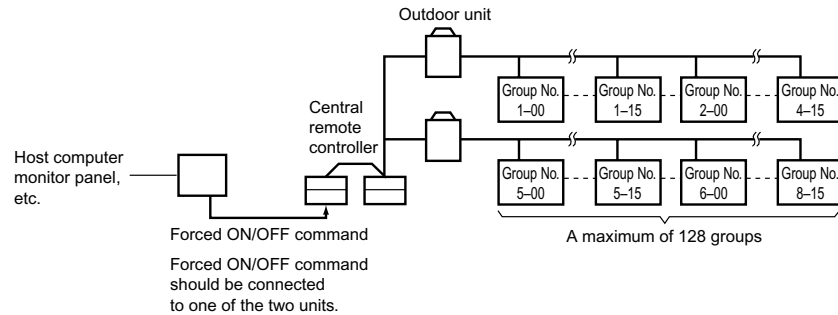 Outdoor unit
Group No.
1–00
Group No.
1–15
Group No.
2–00
Group No.
4–15
Central
remote
controller
Host computer
monitor panel,
etc.
Group No.
5–00
Group No.
5–15
Group No.
6–00
Group No.
8–15
Forced ON/OFF command
A maximum of 128 groups
Forced ON/OFF command
should be connected
to one of the two units.